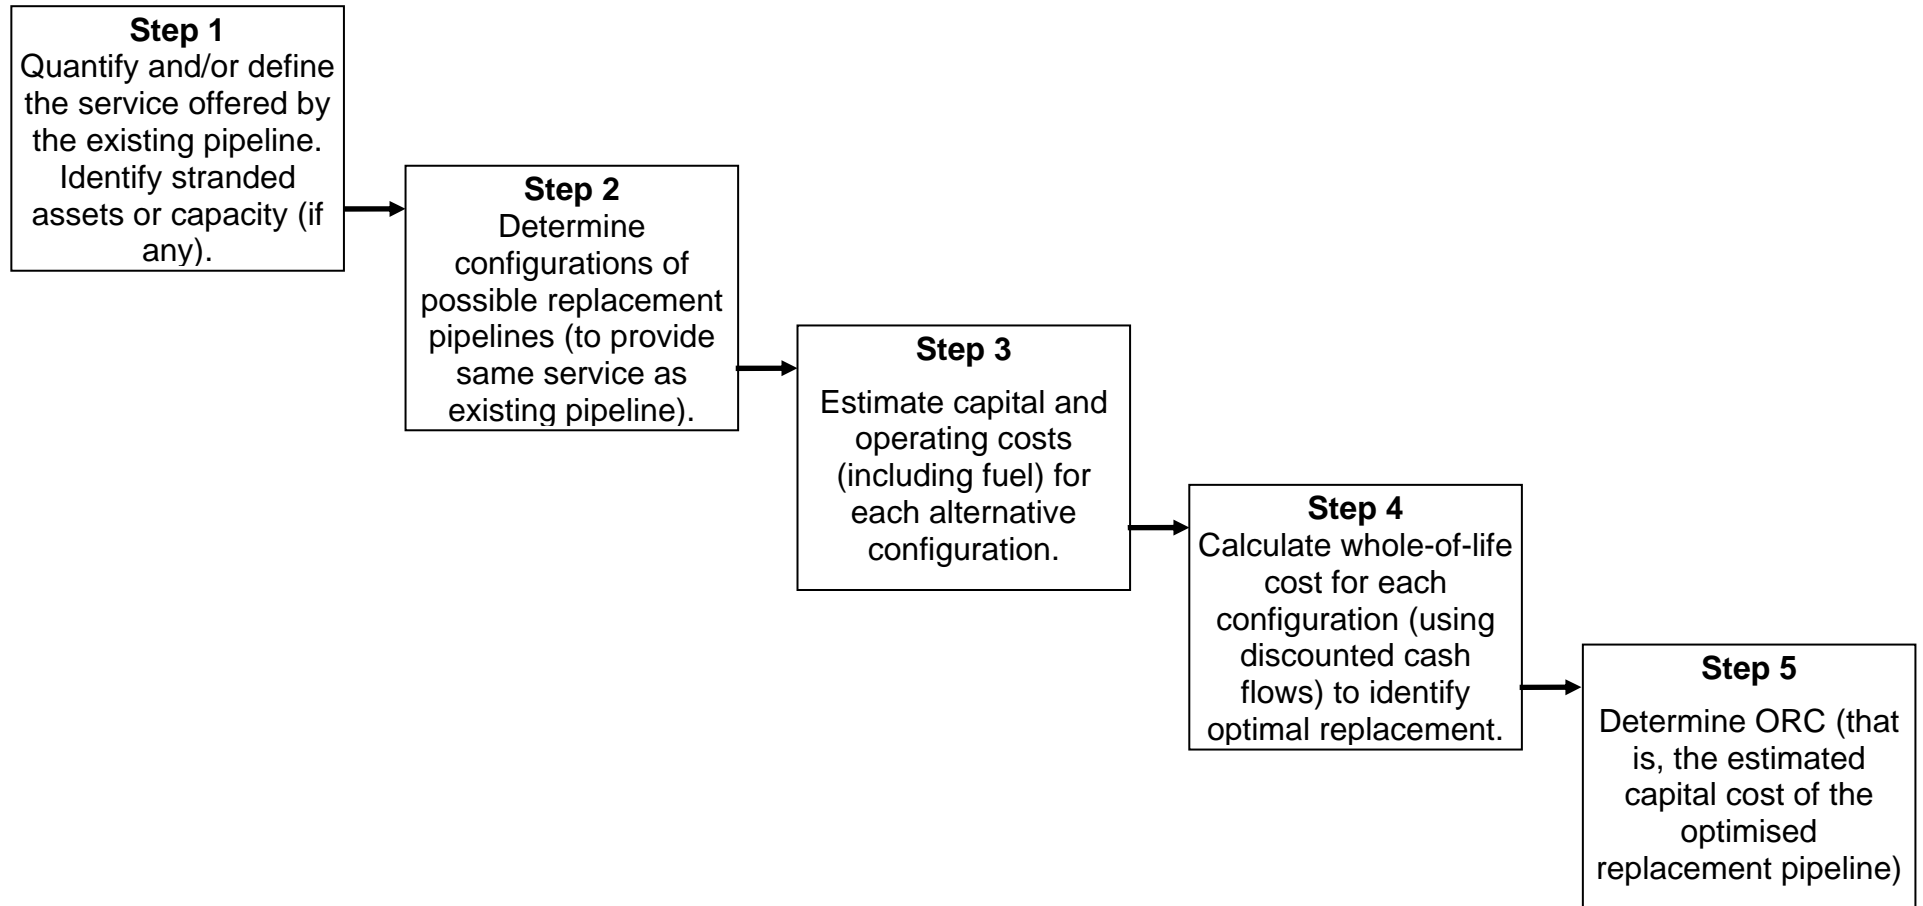 Step 1
Quantify and/or define
the service offered by
the existing pipeline.
Identify stranded
assets or capacity (if
any).
Step 2
Determine
configurations of
possible replacement
pipelines (to provide
same service as
existing pipeline).
Step 3
Estimate capital and
operating costs
(including fuel) for
each alternative
configuration.
Step 4
Calculate whole-of-life
cost for each
configuration (using
discounted cash
flows) to identify
optimal replacement.
Step 5
Determine ORC (that
is, the estimated
capital cost of the
optimised
replacement pipeline)